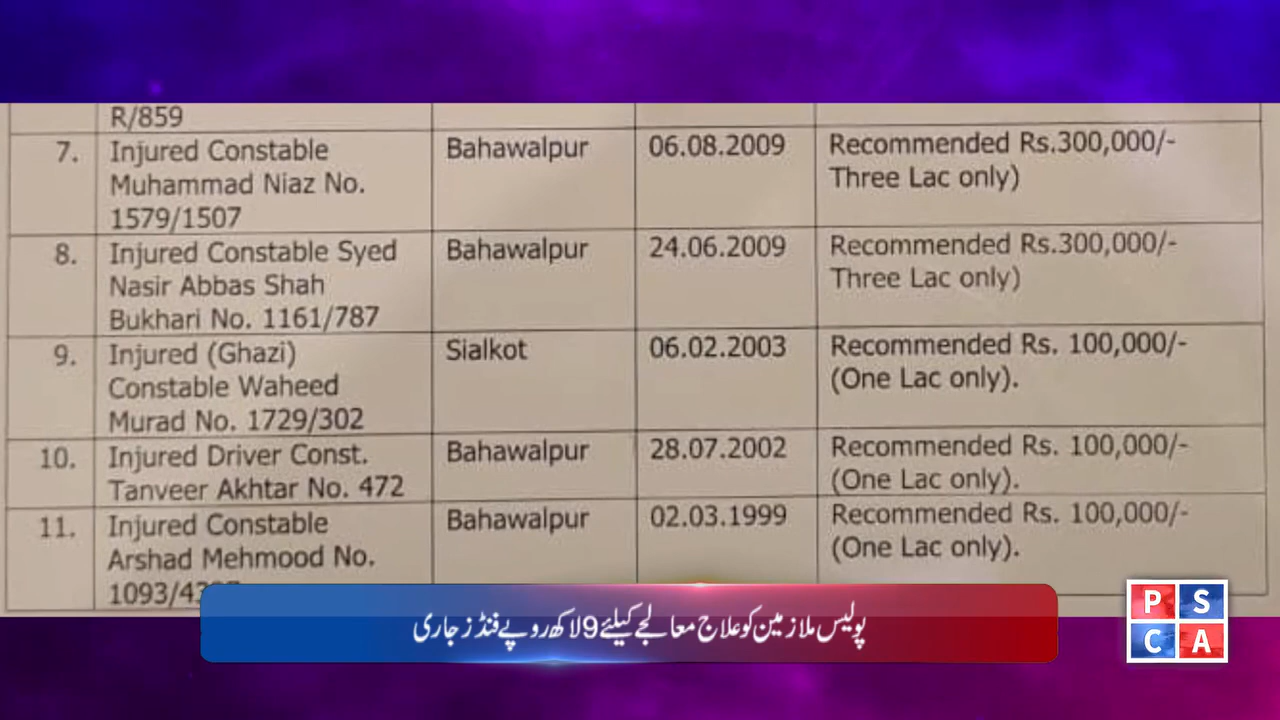 R/859
7. Injured Constable Bahawalpur 06.08.2009 Recommended Rs.300,000/-
Muhammad Niaz No. Three Lac only)
1579/1507
8. Injured Constable Syed Bahawalpur 24.06.2009 Recommended Rs.300,000/-
Nasir Abbas Shah Three Lac only)
Bukhari No. 1161/787
9. Injured (Ghazi) Sialkot 06.02.2003 Recommended Rs. 100,000/-
Constable Waheed (One Lac only).
Murad No. 1729/302
10. Injured Driver Const. Bahawalpur 28.07.2002 Recommended Rs. 100,000/-
Tanveer Akhtar No. 472 (One Lac only).
11. Injured Constable Bahawalpur 02.03.1999 Recommended Rs. 100,000/-
Arshad Mehmood No. (One Lac only).
پولیس ملازمین کو علاج معالجے کیلئے 9 لاکھ روپے فنڈز جاری
P S
C A